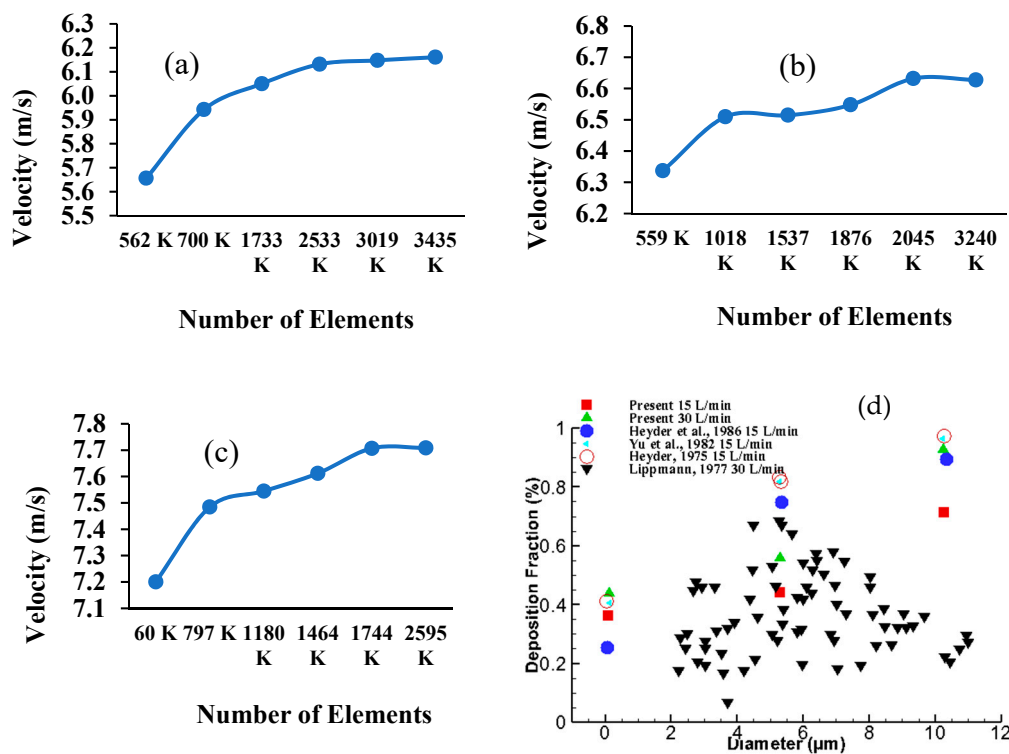 (a)
Velocity (m/s)
6.3
6.2
6.1
6.0
5.9
5.8
5.7
5.6
5.5
562 K 700 K 1733 K 2533 K 3019 K 3435 K
Number of Elements
(b)
Velocity (m/s)
6.8
6.7
6.6
6.5
6.4
6.3
6.2
559 K 1018 K 1537 K 1876 K 2045 K 3240 K
Number of Elements
(c)
Velocity (m/s)
7.8
7.7
7.6
7.5
7.4
7.3
7.2
7.1
60 K 797 K 1180 K 1464 K 1744 K 2595 K
Number of Elements
(d)
Present 15 L/min
Present 30 L/min
Heyder et al., 1986 15 L/min
Yu et al., 1982 15 L/min
Heyder, 1975 15 L/min
Lippmann, 1977 30 L/min
Deposition Fraction (%)
1
0.8
0.6
0.4
0.2
0
0 2 4 6 8 10 12
Diameter (µm)